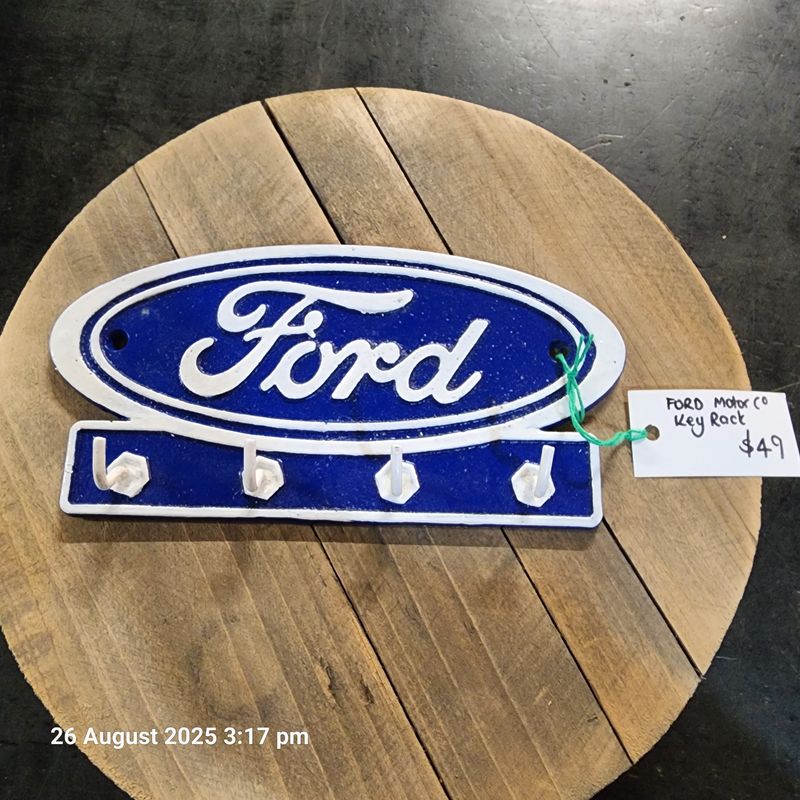 Ford
FORD Motor Co
Key Rack
$49
26 August 2025 3:17 pm